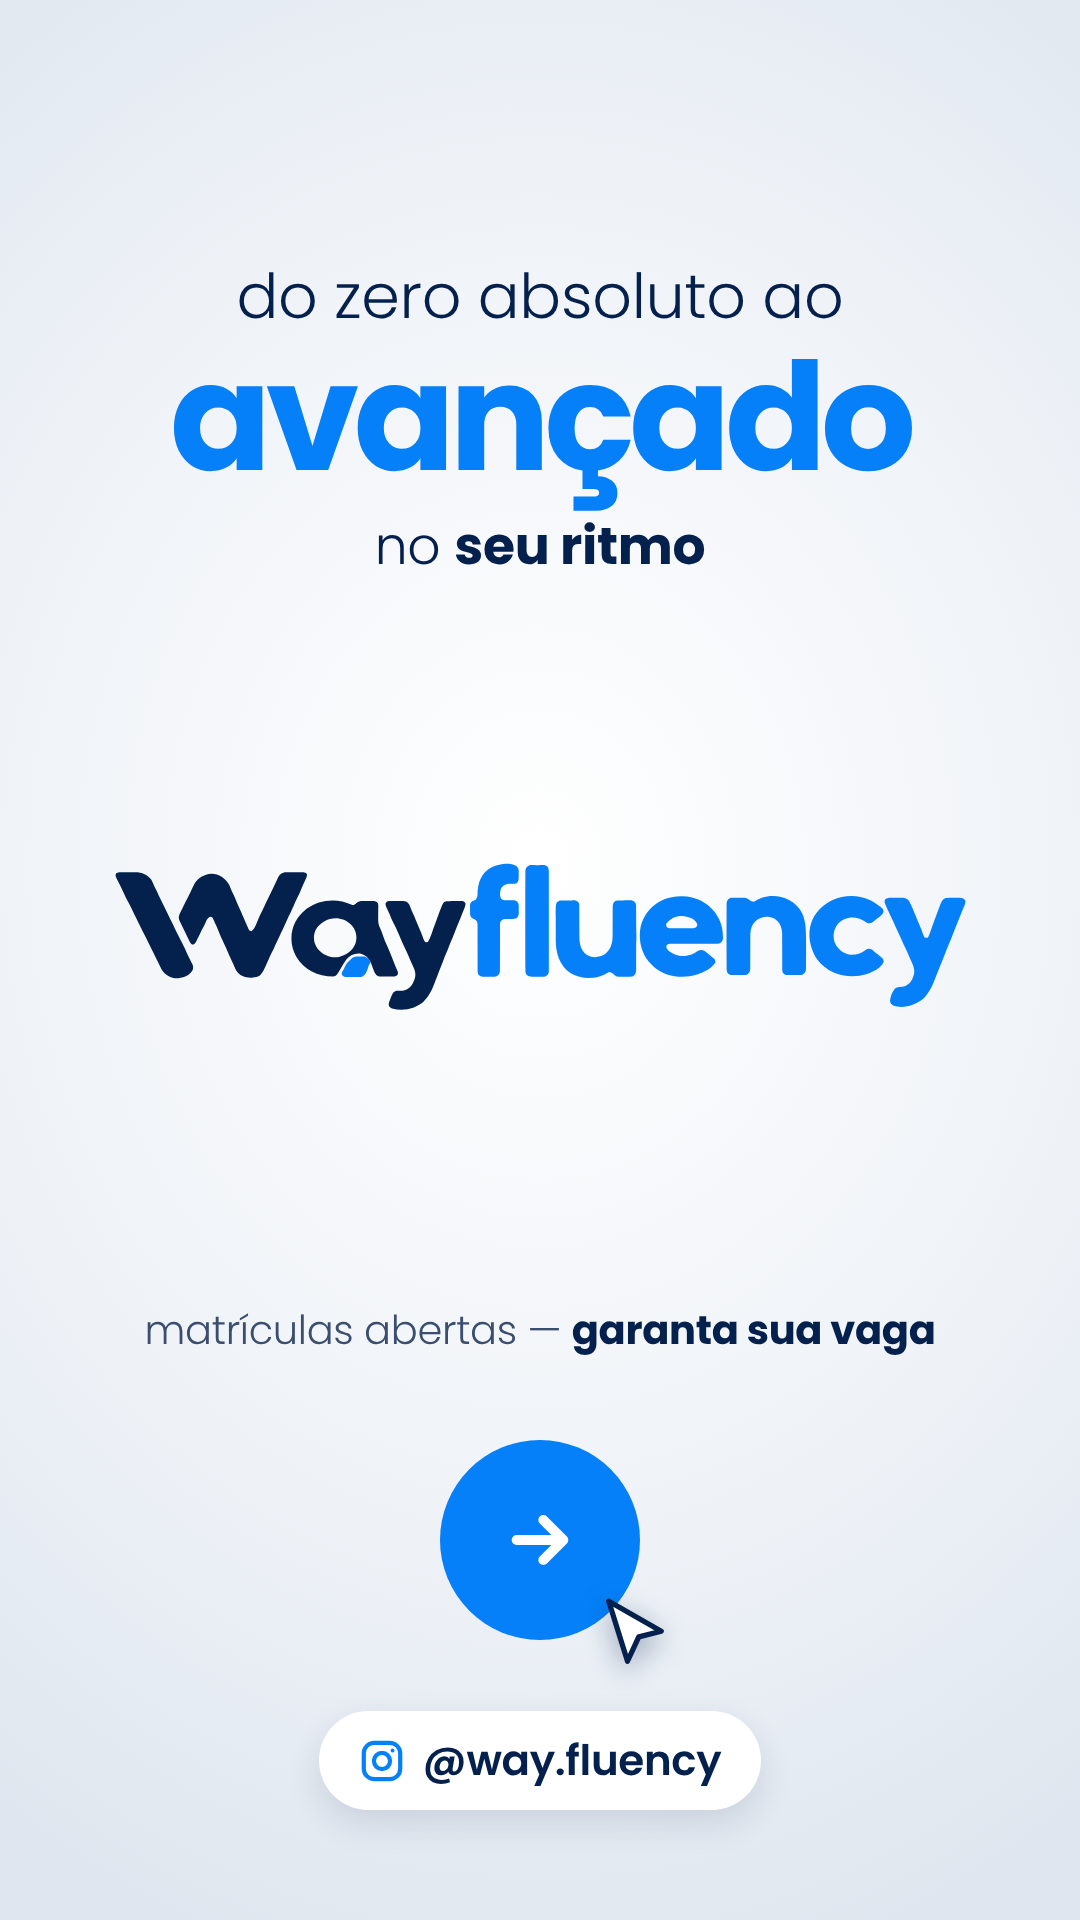 do zero absoluto ao
avançado
no seu ritmo
Wayfluency
matrículas abertas — garanta sua vaga
@way.fluency